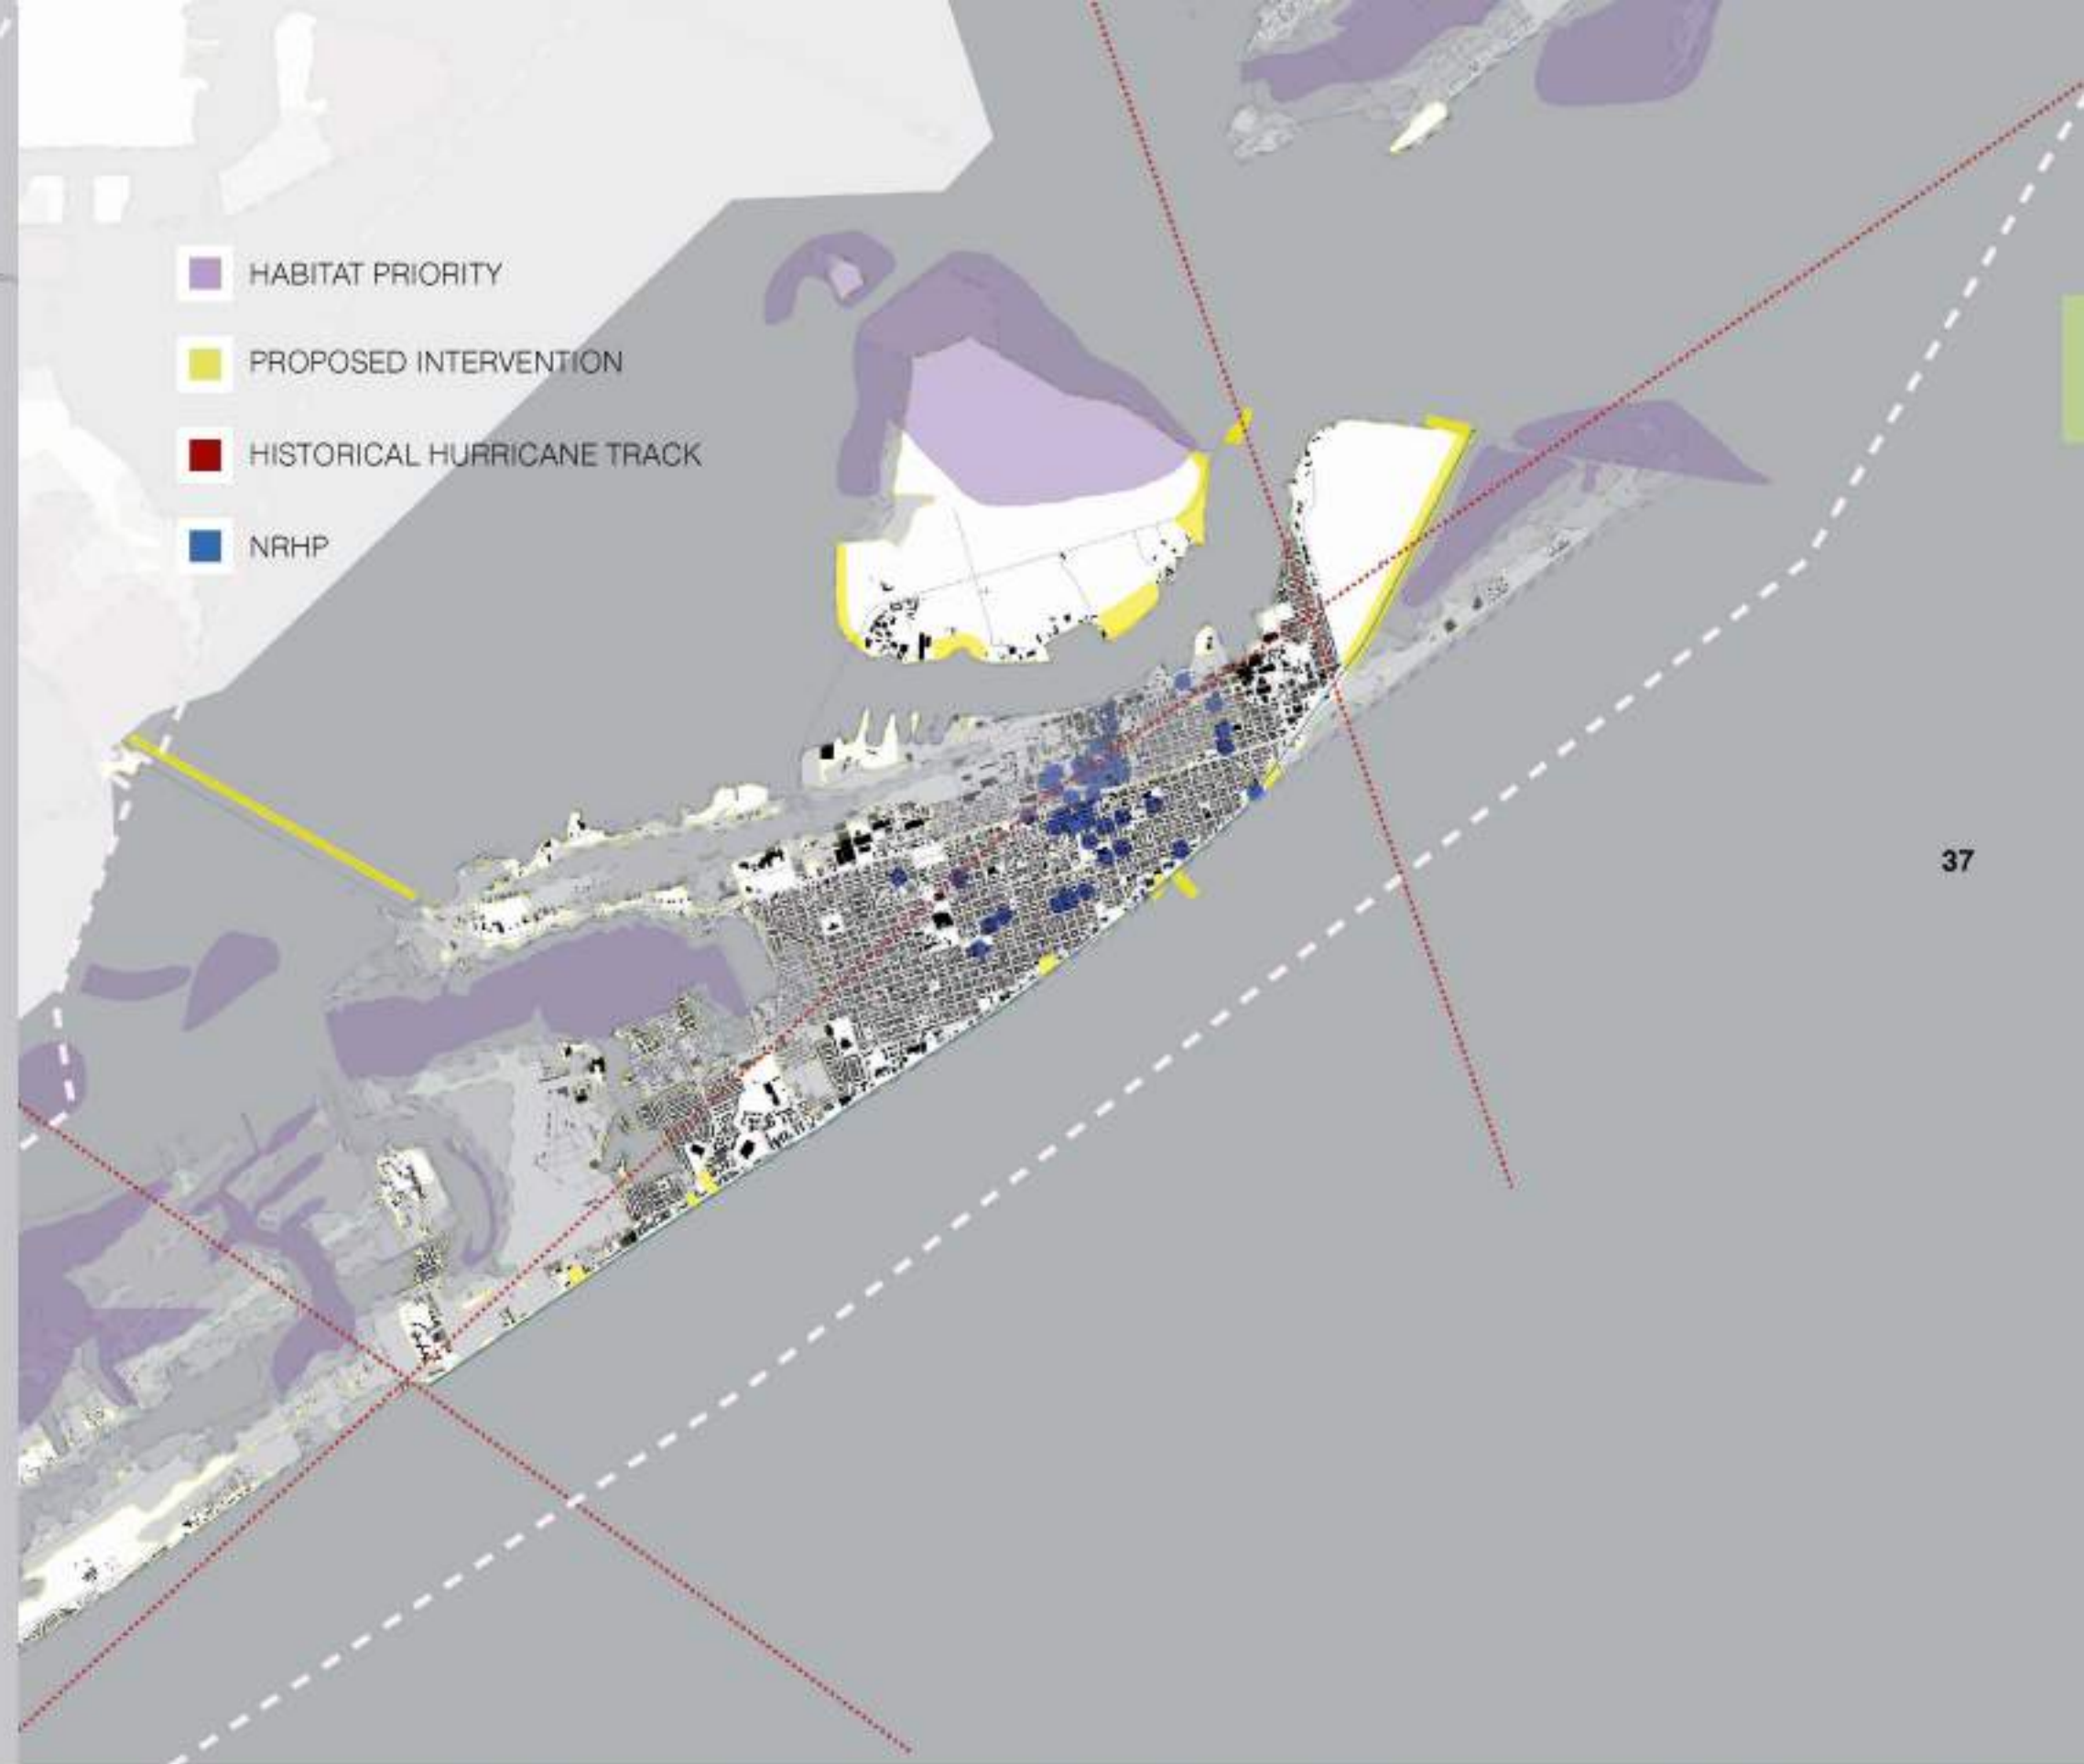 HABITAT PRIORITY
PROPOSED INTERVENTION
HISTORICAL HURRICANE TRACK
NRHP
37